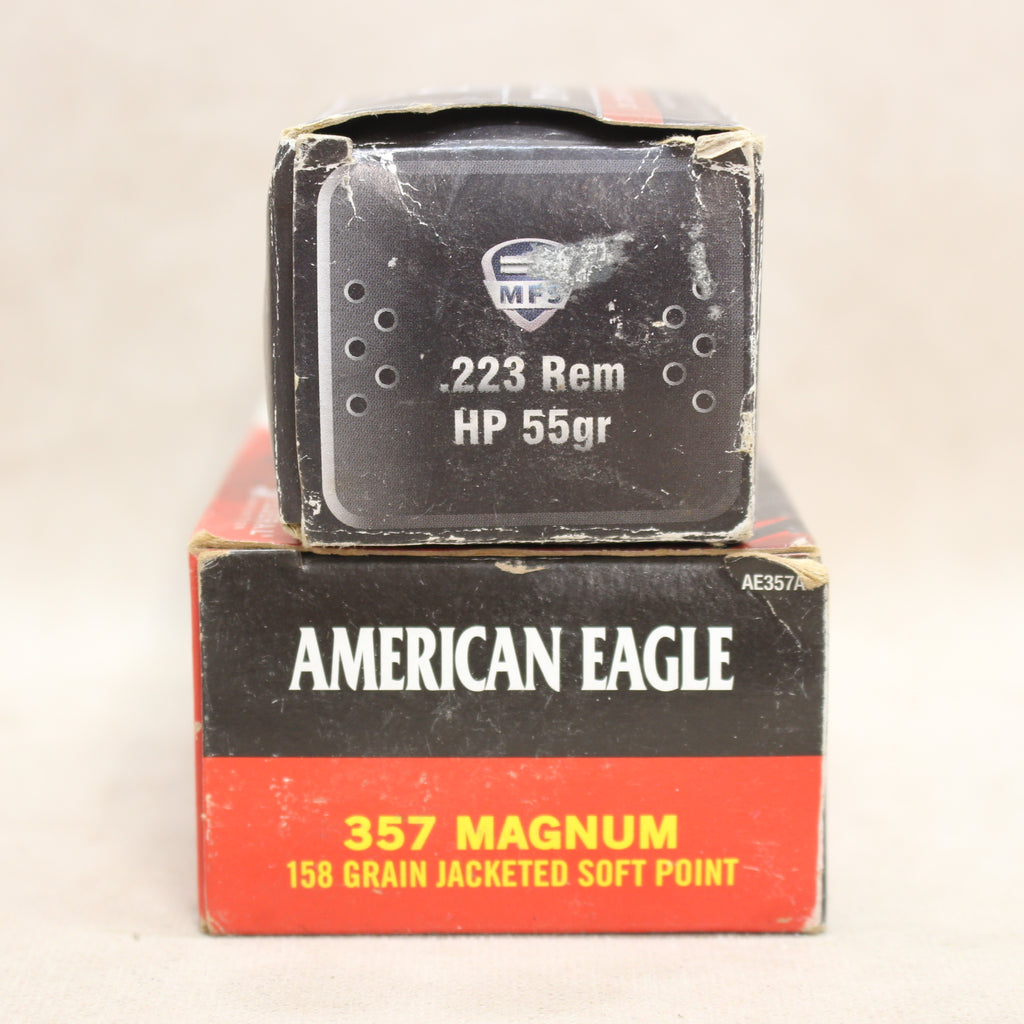 MFS
.223 Rem
HP 55gr
AE357A
AMERICAN EAGLE
357 MAGNUM
158 GRAIN JACKETED SOFT POINT